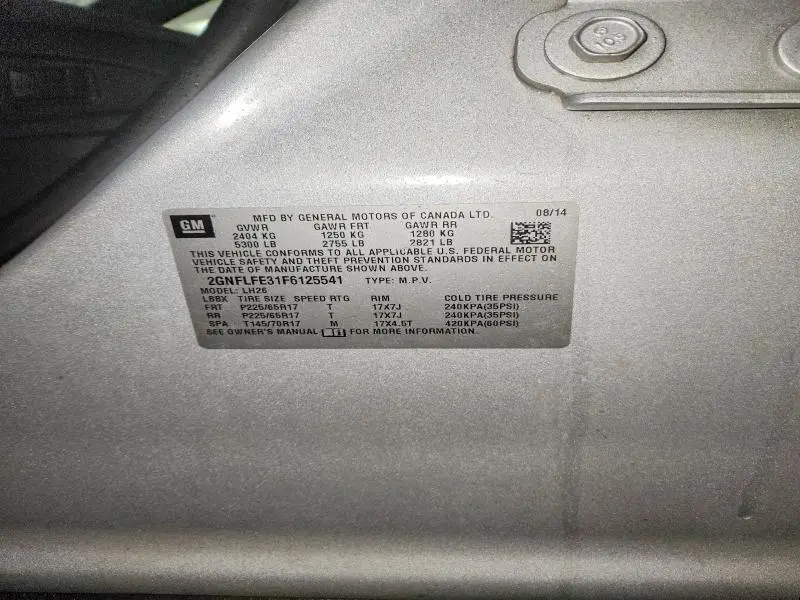 10.9
GM
MFD BY GENERAL MOTORS OF CANADA LTD. 08/14
GVWR GAWR FRT GAWR RR
2404 KG 1250 KG 1280 KG
5300 LB 2755 LB 2821 LB
THIS VEHICLE CONFORMS TO ALL APPLICABLE U.S. FEDERAL MOTOR
VEHICLE SAFETY AND THEFT PREVENTION STANDARDS IN EFFECT ON
THE DATE OF MANUFACTURE SHOWN ABOVE.
2GNFLFE31F6125541 TYPE: M.P.V.
MODEL: LH26
LBBX TIRE SIZE SPEED RTG RIM COLD TIRE PRESSURE
FRT P225/65R17 T 17X7J 240KPA(35PSI)
RR P225/65R17 T 17X7J 240KPA(35PSI)
SPA T145/70R17 M 17X4.5T 420KPA(60PSI)
SEE OWNER'S MANUAL FOR MORE INFORMATION.